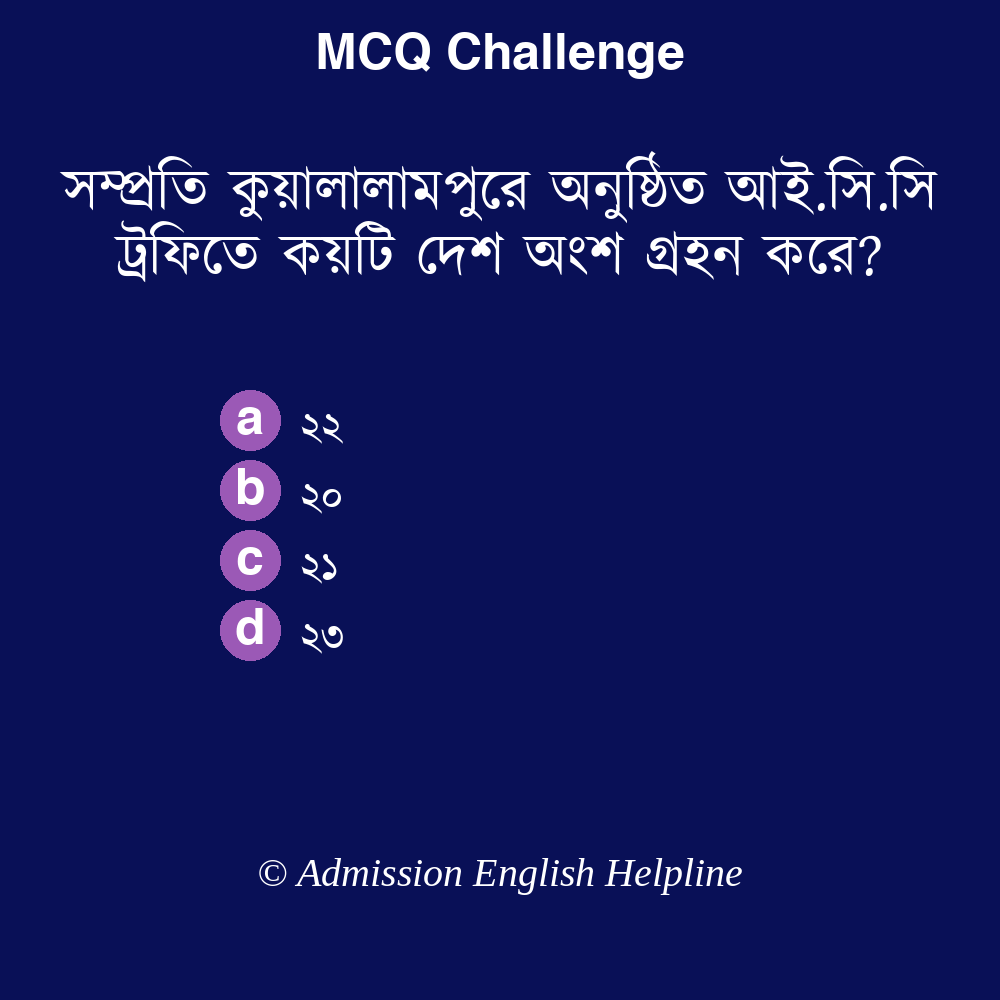 MCQ Challenge
সম্প্রতি কুয়ালালামপুরে অনুষ্ঠিত আই.সি.সি
ট্রফিতে কয়টি দেশ অংশ গ্রহন করে?
a ২২
b ২০
c ২১
d ২৩
© Admission English Helpline